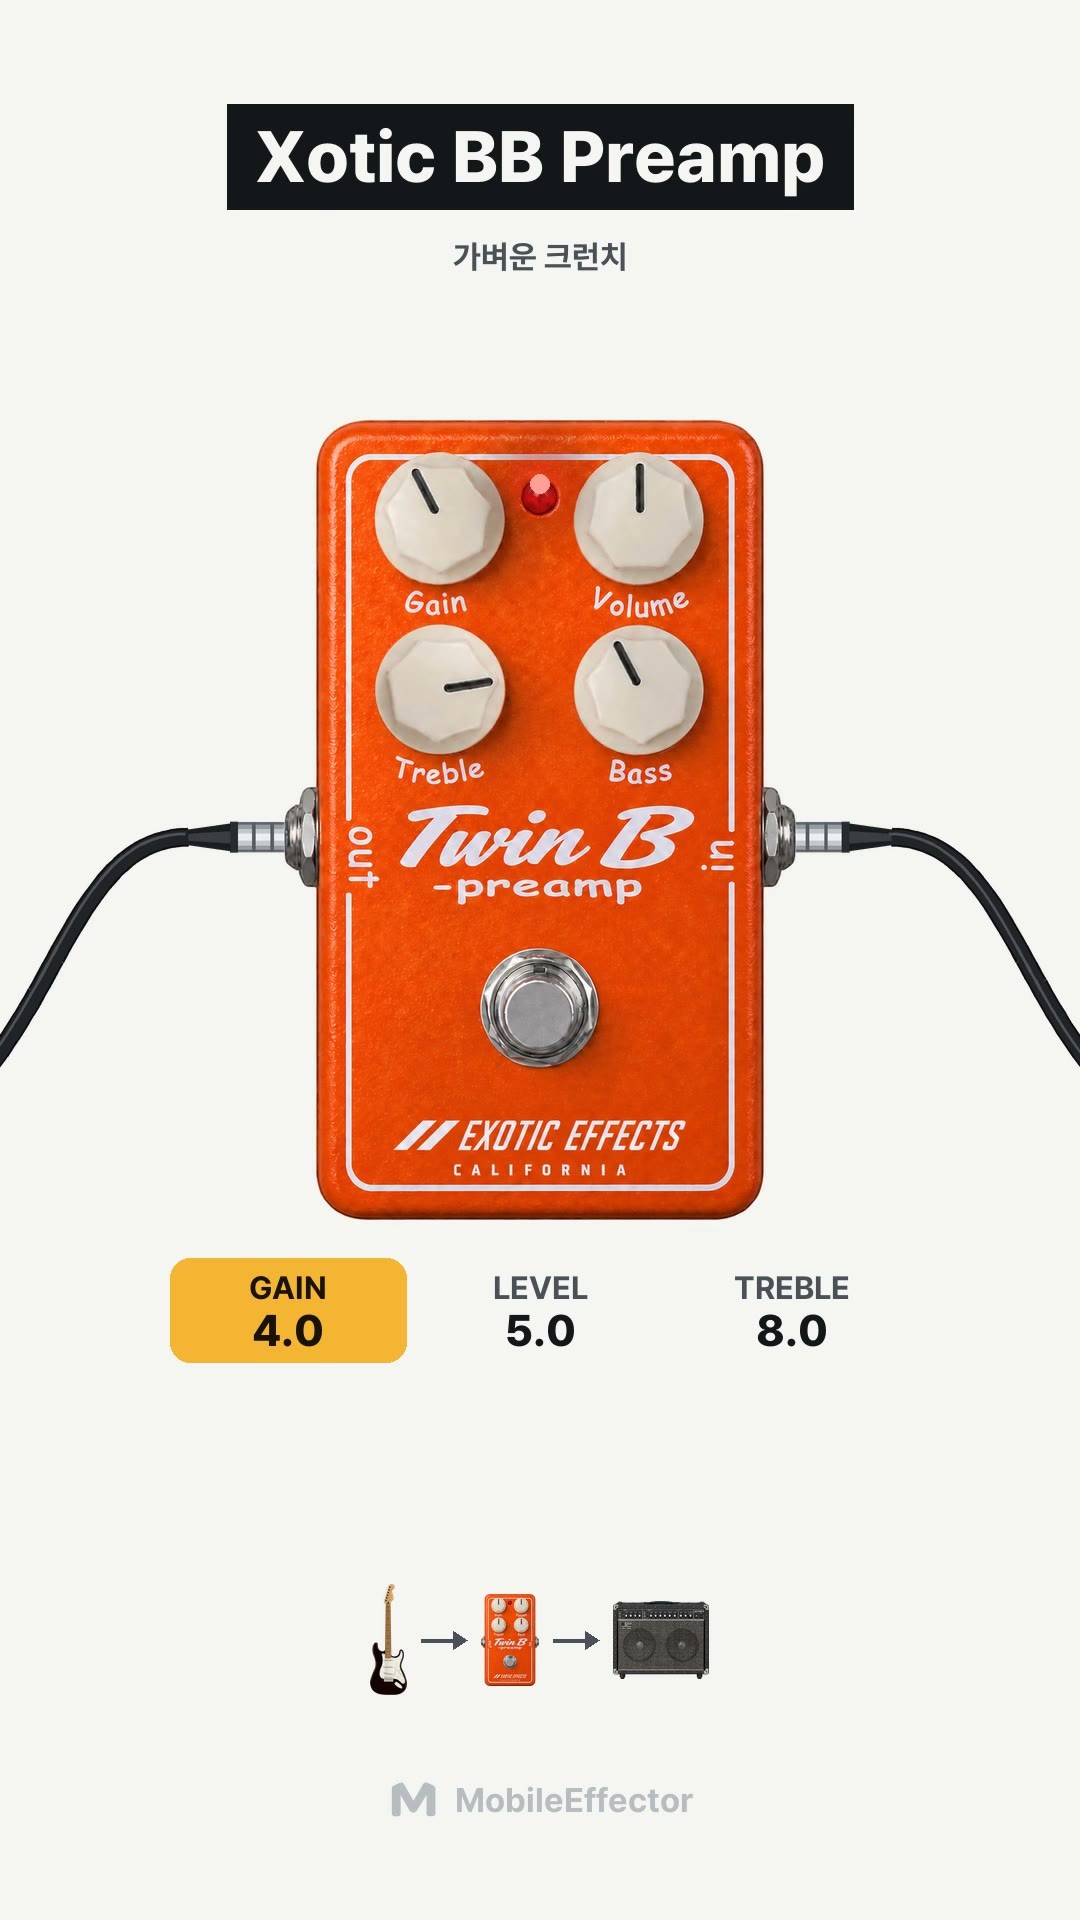 Xotic BB Preamp
가벼운 크런치
Gain
Volume
Treble
Bass
out
Twin B
in
-preamp
EXOTIC EFFECTS
CALIFORNIA
GAIN
LEVEL
TREBLE
4.0
5.0
8.0
Twin B
MobileEffector